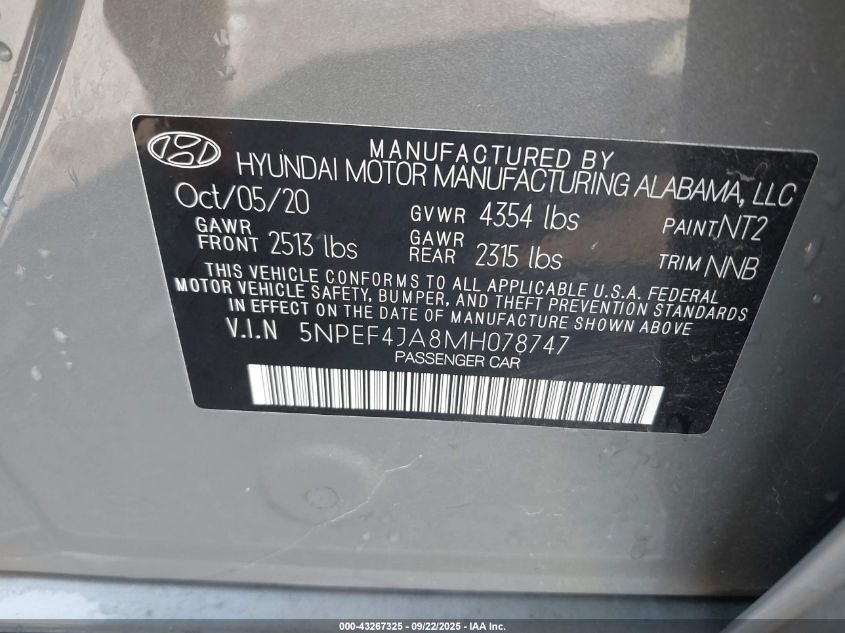 MANUFACTURED BY
HYUNDAI MOTOR MANUFACTURING ALABAMA, LLC
Oct/05/20 GVWR 4354 lbs PAINT NT2
GAWR FRONT 2513 lbs GAWR REAR 2315 lbs TRIM NNB
THIS VEHICLE CONFORMS TO ALL APPLICABLE U.S.A. FEDERAL
MOTOR VEHICLE SAFETY, BUMPER, AND THEFT PREVENTION STANDARDS
IN EFFECT ON THE DATE OF MANUFACTURE SHOWN ABOVE.
V.I.N 5NPEF4JA8MH078747
PASSENGER CAR
000-43267325 - 09/22/2025 - IAA Inc.